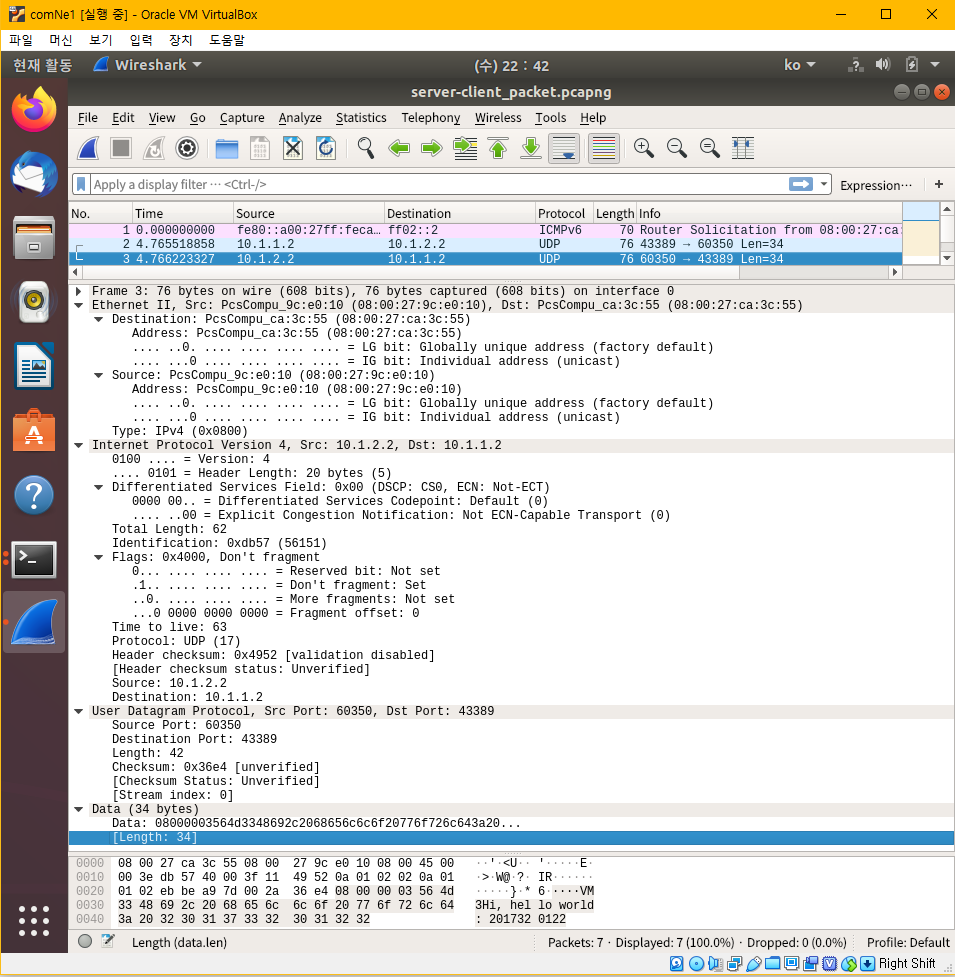 comNe1 [실행 중] - Oracle VM VirtualBox
파일 머신 보기 입력 장치 도움말
현재 활동 Wireshark (수) 22 : 42 ko
server-client_packet.pcapng
File Edit View Go Capture Analyze Statistics Telephony Wireless Tools Help
Apply a display filter ··· <Ctrl-/> Expression··· +
No. Time Source Destination Protocol Length Info
1 0.000000000 fe80::a00:27ff:feca… ff02::2 ICMPv6 70 Router Solicitation from 08:00:27:ca:
2 4.765518858 10.1.1.2 10.1.2.2 UDP 76 43389 → 60350 Len=34
3 4.766223327 10.1.2.2 10.1.1.2 UDP 76 60350 → 43389 Len=34
Frame 3: 76 bytes on wire (608 bits), 76 bytes captured (608 bits) on interface 0
Ethernet II, Src: PcsCompu_9c:e0:10 (08:00:27:9c:e0:10), Dst: PcsCompu_ca:3c:55 (08:00:27:ca:3c:55)
Destination: PcsCompu_ca:3c:55 (08:00:27:ca:3c:55)
Address: PcsCompu_ca:3c:55 (08:00:27:ca:3c:55)
.... ..0. .... .... .... .... = LG bit: Globally unique address (factory default)
.... ...0 .... .... .... .... = IG bit: Individual address (unicast)
Source: PcsCompu_9c:e0:10 (08:00:27:9c:e0:10)
Address: PcsCompu_9c:e0:10 (08:00:27:9c:e0:10)
.... ..0. .... .... .... .... = LG bit: Globally unique address (factory default)
.... ...0 .... .... .... .... = IG bit: Individual address (unicast)
Type: IPv4 (0x0800)
Internet Protocol Version 4, Src: 10.1.2.2, Dst: 10.1.1.2
0100 .... = Version: 4
.... 0101 = Header Length: 20 bytes (5)
Differentiated Services Field: 0x00 (DSCP: CS0, ECN: Not-ECT)
0000 00.. = Differentiated Services Codepoint: Default (0)
.... ..00 = Explicit Congestion Notification: Not ECN-Capable Transport (0)
Total Length: 62
Identification: 0xdb57 (56151)
Flags: 0x4000, Don't fragment
0... .... .... .... = Reserved bit: Not set
.1.. .... .... .... = Don't fragment: Set
..0. .... .... .... = More fragments: Not set
...0 0000 0000 0000 = Fragment offset: 0
Time to live: 63
Protocol: UDP (17)
Header checksum: 0x4952 [validation disabled]
[Header checksum status: Unverified]
Source: 10.1.2.2
Destination: 10.1.1.2
User Datagram Protocol, Src Port: 60350, Dst Port: 43389
Source Port: 60350
Destination Port: 43389
Length: 42
Checksum: 0x36e4 [unverified]
[Checksum Status: Unverified]
[Stream index: 0]
Data (34 bytes)
Data: 08000003564d3348692c2068656c6c6f20776f726c643a20...
[Length: 34]
0000 08 00 27 ca 3c 55 08 00 27 9c e0 10 08 00 45 00 ··'·<U·· '·····E·
0010 00 3e db 57 40 00 3f 11 49 52 0a 01 02 02 0a 01 ·>·W@·?· IR······
0020 01 02 eb be a9 7d 00 2a 36 e4 08 00 00 03 56 4d ·····}·* 6·····VM
0030 33 48 69 2c 20 68 65 6c 6c 6f 20 77 6f 72 6c 64 3Hi, hel lo world
0040 3a 20 32 30 31 37 33 32 30 31 32 32 : 201732 0122
Length (data.len) Packets: 7 · Displayed: 7 (100.0%) · Dropped: 0 (0.0%) Profile: Default
Right Shift